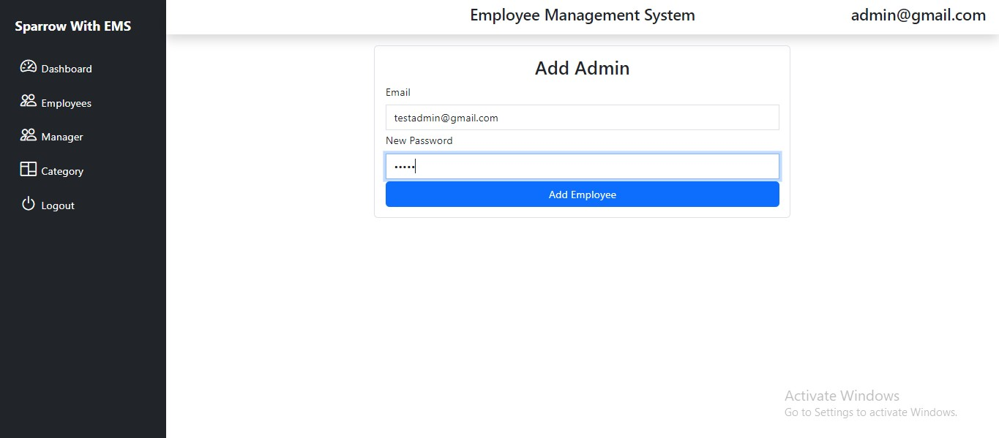 Sparrow With EMS
Dashboard
Employees
Manager
Category
Logout
Employee Management System
admin@gmail.com
Add Admin
Email
testadmin@gmail.com
New Password
•••••
Add Employee
Activate Windows
Go to Settings to activate Windows.